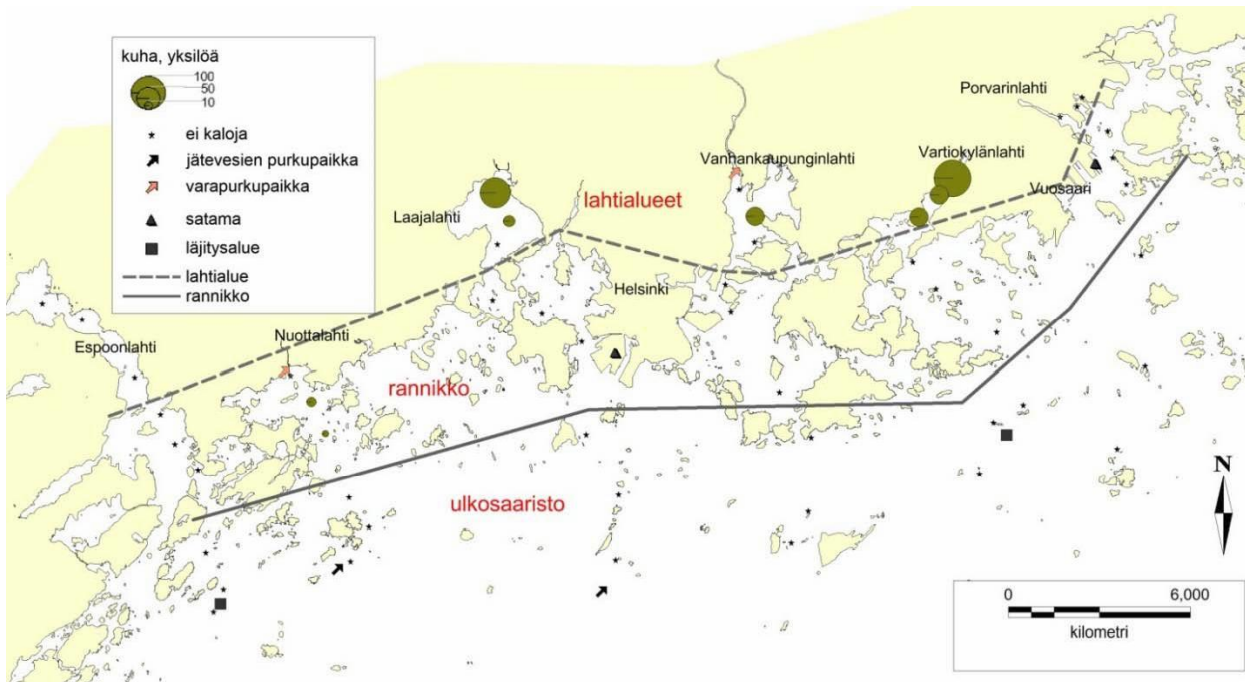 kuha, yksilöä
100
50
10
ei kaloja
jätevesien purkupaikka
varapurkupaikka
satama
läjitysalue
lahtialue
rannikko
Porvarinlahti
Vanhankaupunginlahti
Vartiokylänlahti
Vuosaari
lahtialueet
Laajalahti
Helsinki
Nuottalahti
Espoonlahti
rannikko
ulkosaaristo
N
0 6,000
kilometri